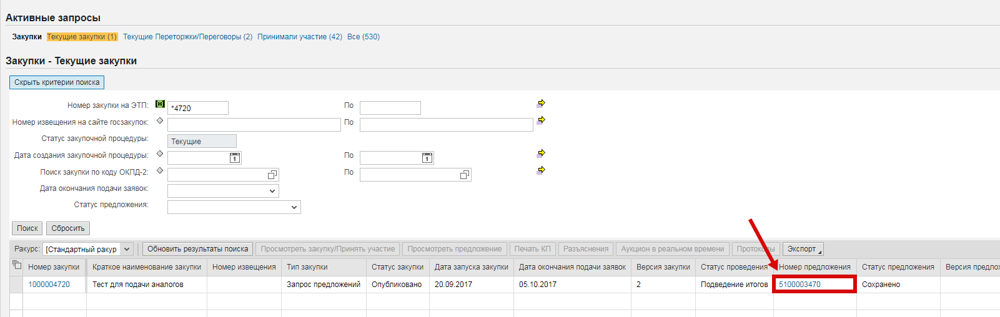 Активные запросы
Закупки Текущие закупки (1) Текущие Переторжки/Переговоры (2) Принимали участие (42) Все (530)
Закупки - Текущие закупки
Скрыть критерии поиска
Номер закупки на ЭТП: *4720 По
Номер извещения на сайте госзакупок: По
Статус закупочной процедуры: Текущие
Дата создания закупочной процедуры: 1 По 1
Поиск закупки по коду ОКПД-2: По
Дата окончания подачи заявок:
Статус предложения:
Поиск Сбросить
Ракурс: [Стандартный ракур Обновить результаты поиска Просмотреть закупку/Принять участие Просмотреть предложение Печать КП Разъяснения Аукцион в реальном времени Протоколы Экспорт
Номер закупки Краткое наименование закупки Номер извещения Тип закупки Статус закупки Дата запуска закупки Дата окончания подачи заявок Версия закупки Статус проведения Номер предложения Статус предложения Версия предлож
1000004720 Тест для подачи аналогов Запрос предложений Опубликовано 20.09.2017 05.10.2017 2 Подведение итогов 5100003470 Сохранено